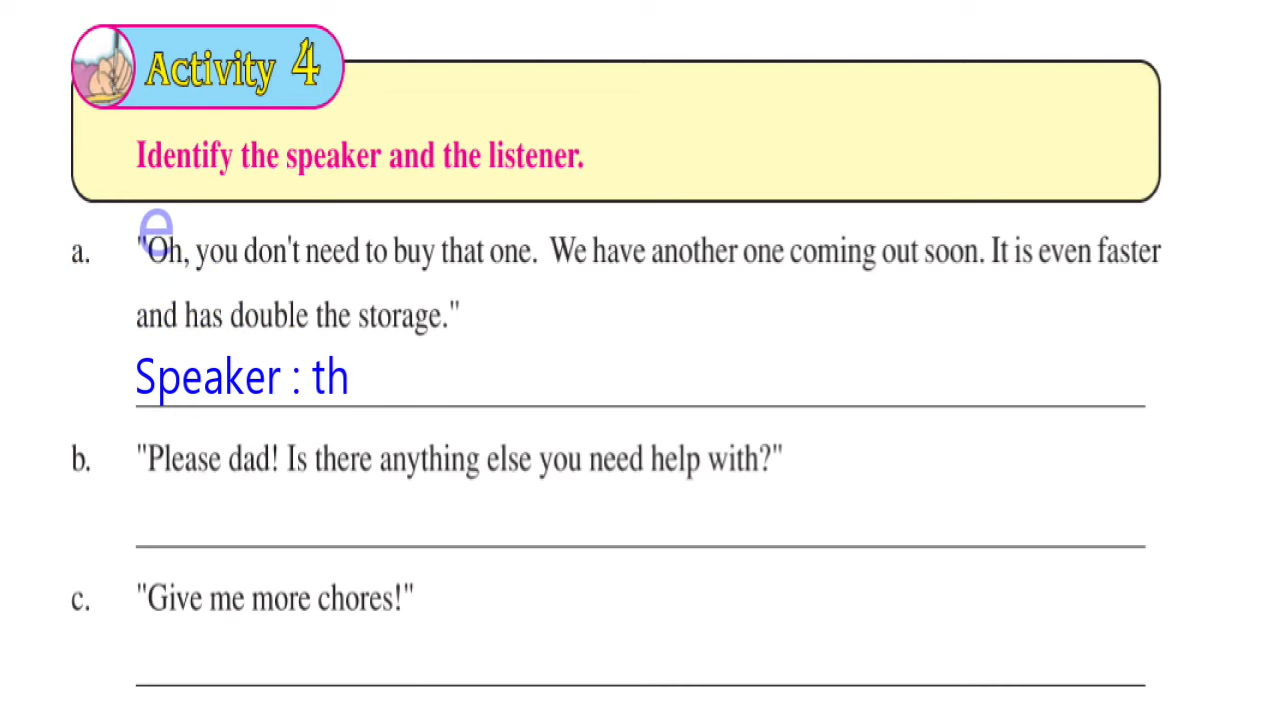 Activity 4
Identify the speaker and the listener.
e
a. "Oh, you don't need to buy that one. We have another one coming out soon. It is even faster
and has double the storage."
Speaker : th
b. "Please dad! Is there anything else you need help with?"
c. "Give me more chores!"